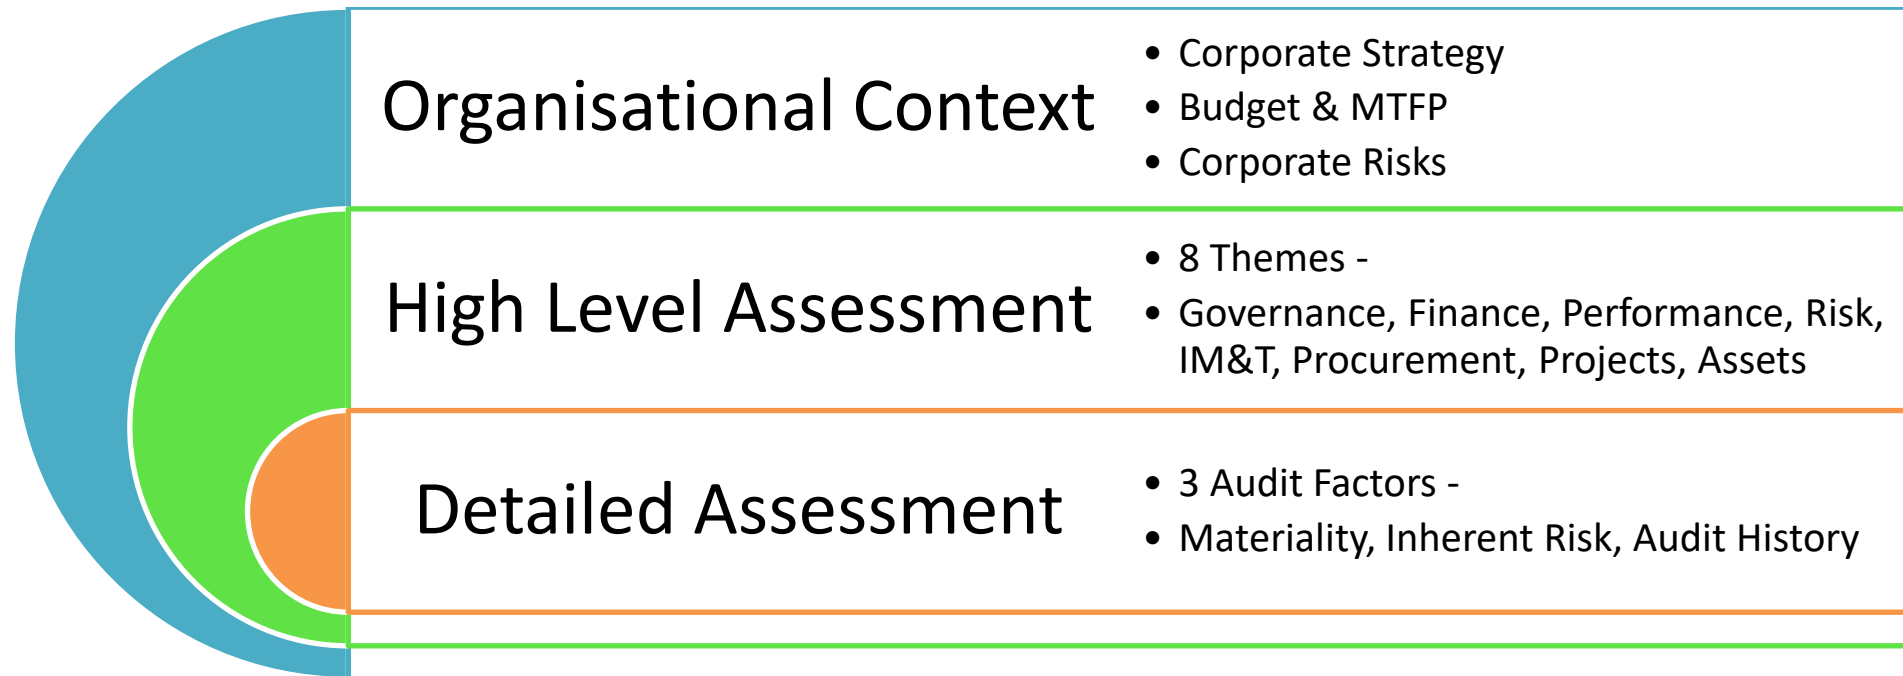 Organisational Context
• Corporate Strategy
• Budget & MTFP
• Corporate Risks
High Level Assessment
• 8 Themes -
• Governance, Finance, Performance, Risk,
IM&T, Procurement, Projects, Assets
Detailed Assessment
• 3 Audit Factors -
• Materiality, Inherent Risk, Audit History